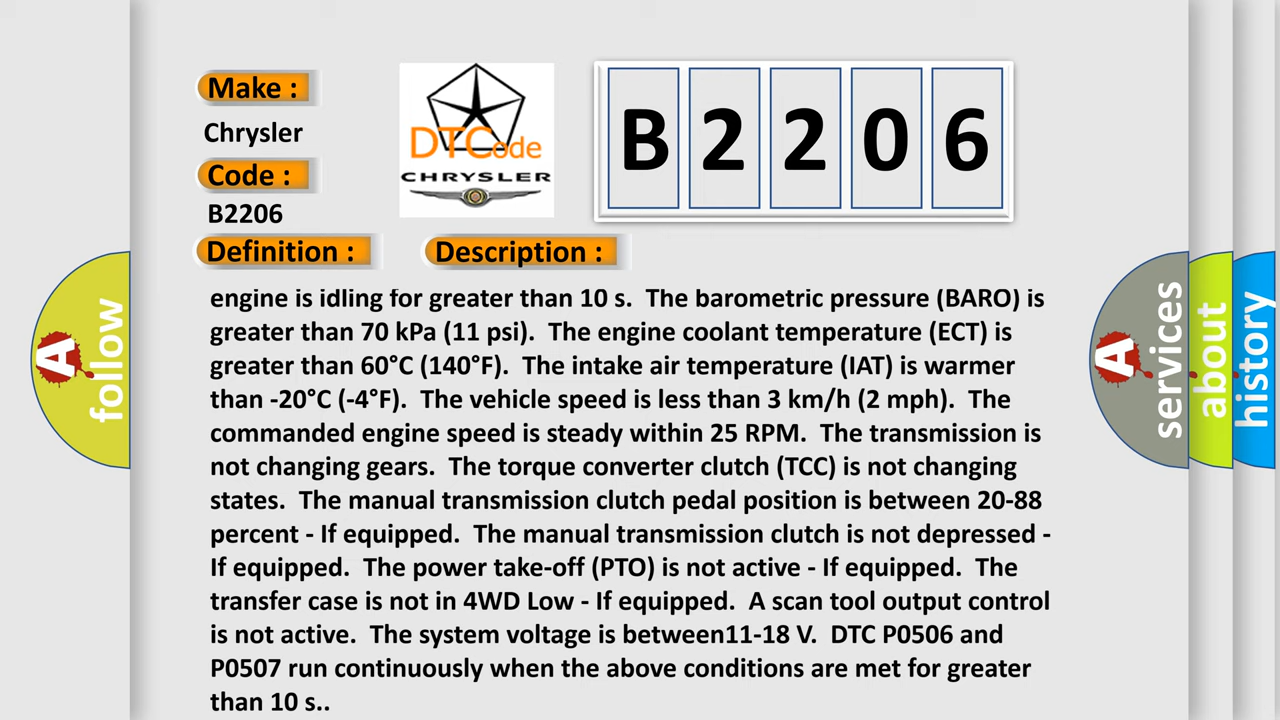 Make :
Chrysler
Code :
B2206
DTCode
CHRYSLER
B 2 2 0 6
Definition :
Description :
engine is idling for greater than 10 s.  The barometric pressure (BARO) is
greater than 70 kPa (11 psi).  The engine coolant temperature (ECT) is
greater than 60°C (140°F).  The intake air temperature (IAT) is warmer
than -20°C (-4°F).  The vehicle speed is less than 3 km/h (2 mph).  The
commanded engine speed is steady within 25 RPM.  The transmission is
not changing gears.  The torque converter clutch (TCC) is not changing
states.  The manual transmission clutch pedal position is between 20-88
percent - If equipped.  The manual transmission clutch is not depressed -
If equipped.  The power take-off (PTO) is not active - If equipped.  The
transfer case is not in 4WD Low - If equipped.  A scan tool output control
is not active.  The system voltage is between11-18 V.  DTC P0506 and
P0507 run continuously when the above conditions are met for greater
than 10 s..
A
follow
A
services
about
history